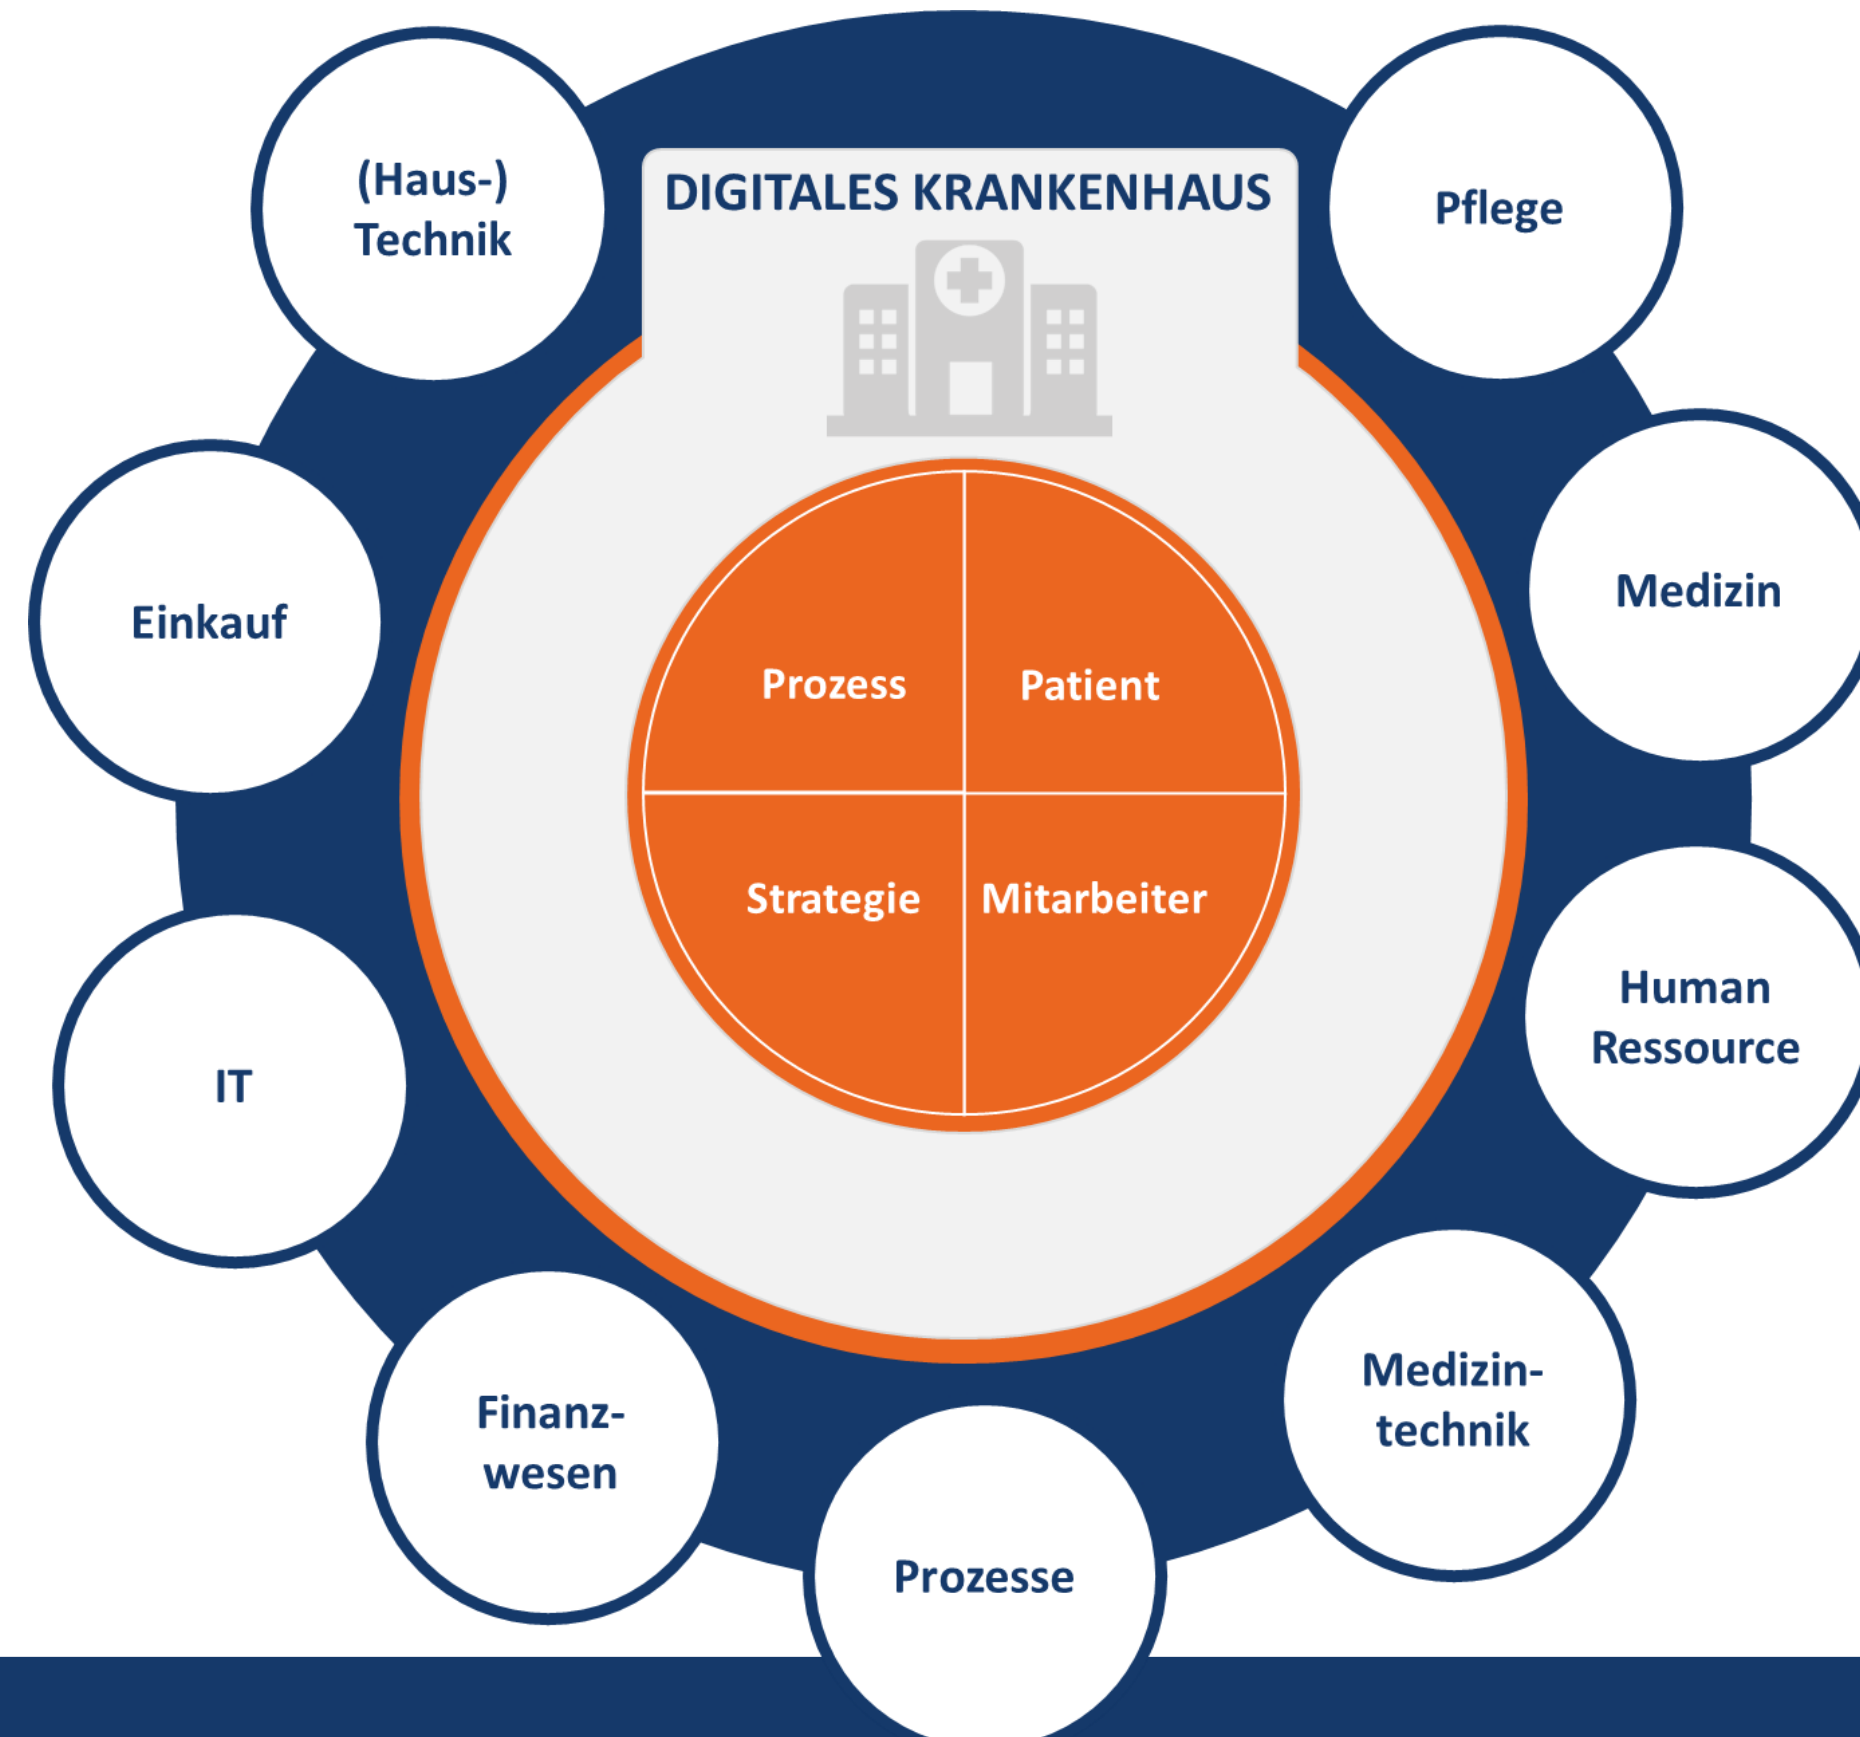 DIGITALES KRANKENHAUS
(Haus-)
Technik
Pflege
Einkauf
Medizin
Prozess
Patient
Strategie
Mitarbeiter
IT
Human
Ressource
Finanz-
wesen
Medizin-
technik
Prozesse